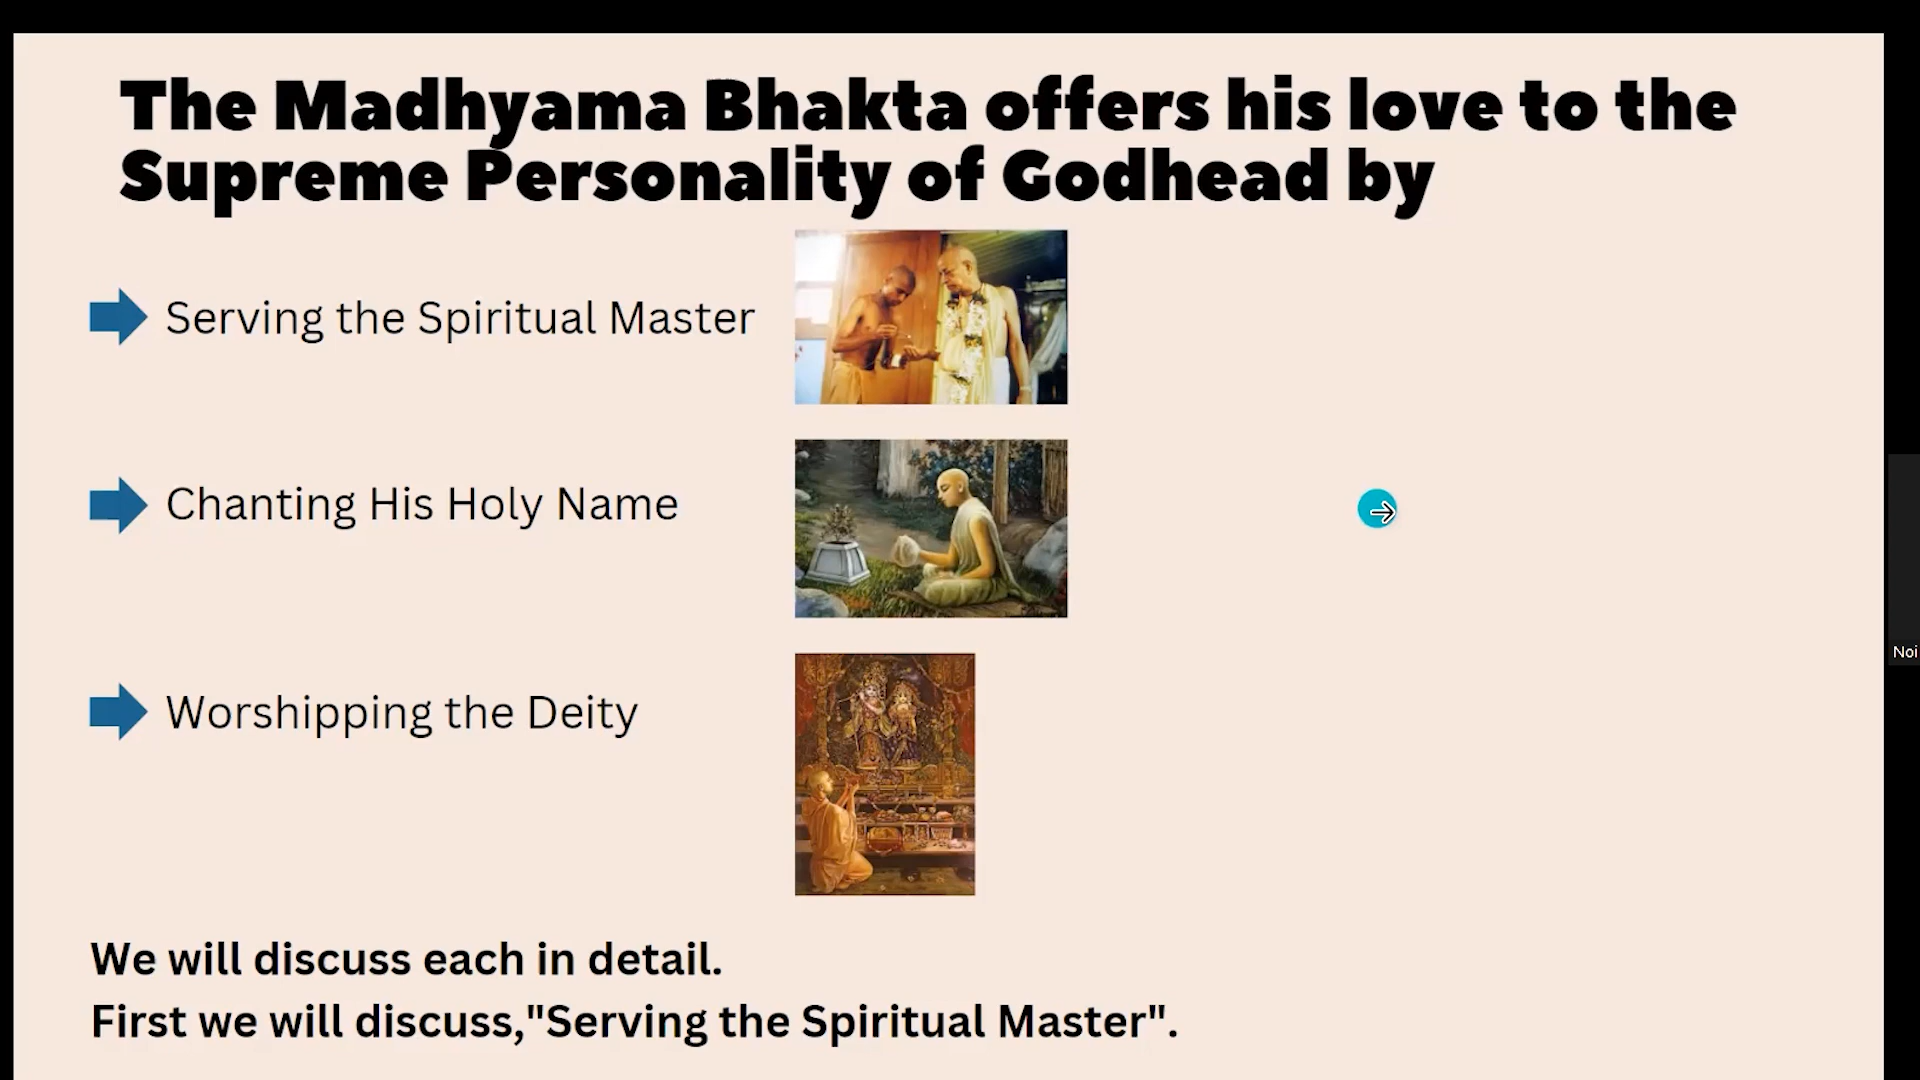 The Madhyama Bhakta offers his love to the
Supreme Personality of Godhead by
Serving the Spiritual Master
Chanting His Holy Name
Worshipping the Deity
We will discuss each in detail.
First we will discuss,"Serving the Spiritual Master".
Noi